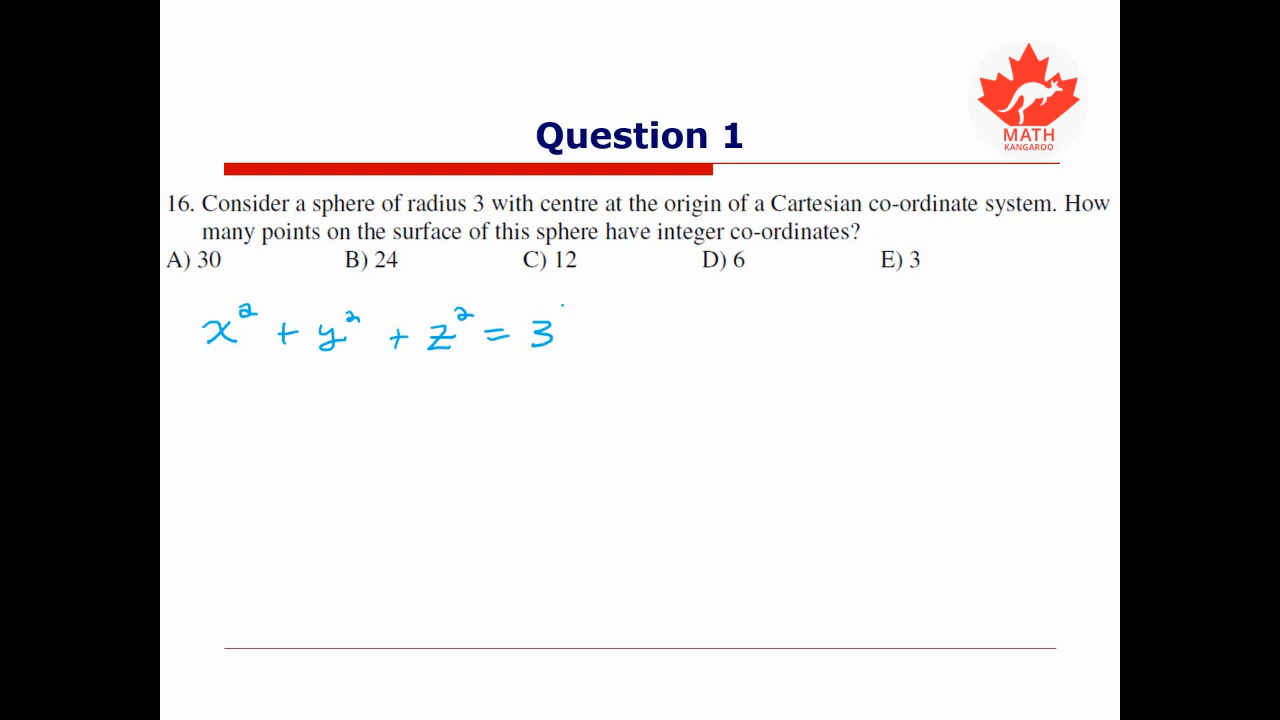 MATH
KANGAROO
Question 1
16. Consider a sphere of radius 3 with centre at the origin of a Cartesian co-ordinate system. How
many points on the surface of this sphere have integer co-ordinates?
A) 30 B) 24 C) 12 D) 6 E) 3
x² + y² + z² = 3